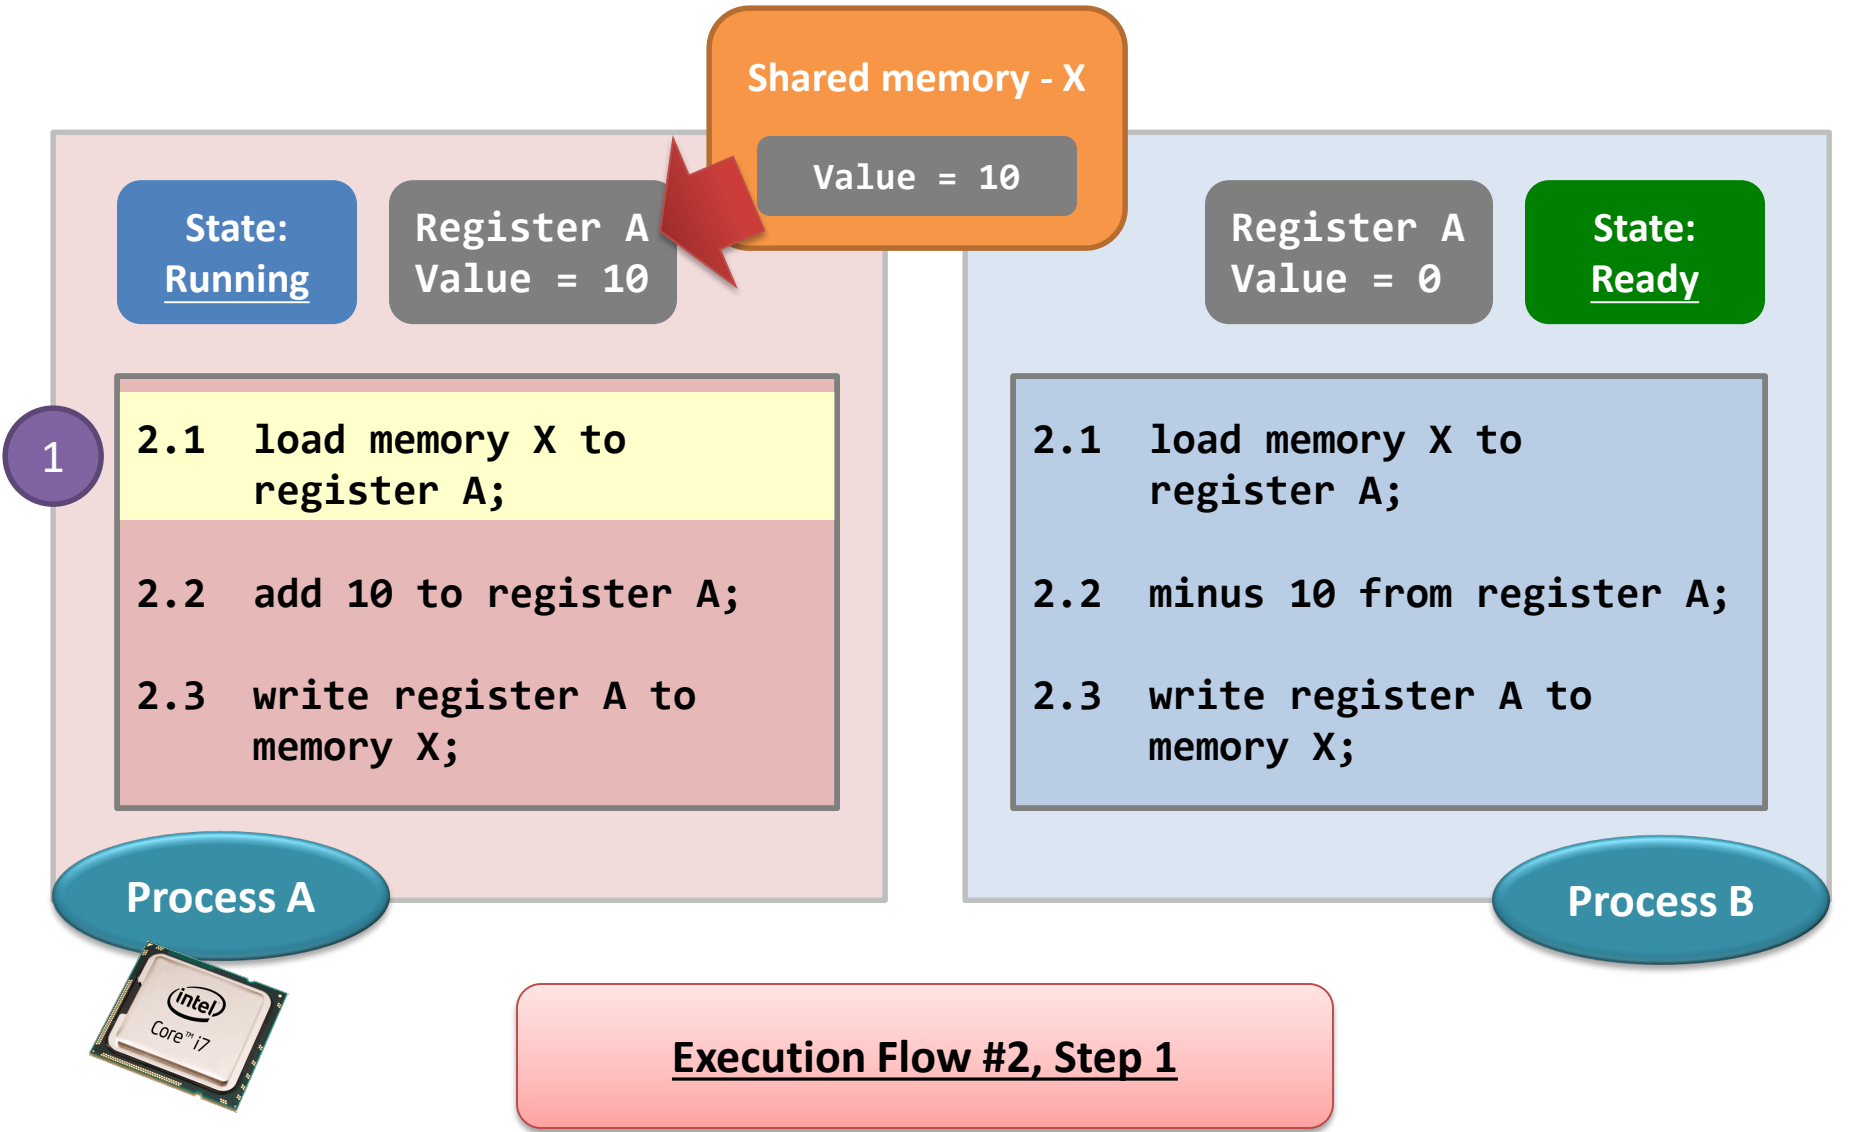 Shared memory - X
Value = 10
State:
Running
Register A
Value = 10
Register A
Value = 0
State:
Ready
1
2.1 load memory X to
register A;
2.2 add 10 to register A;
2.3 write register A to
memory X;
2.1 load memory X to
register A;
2.2 minus 10 from register A;
2.3 write register A to
memory X;
Process A
Process B
intel
Core™ i7
Execution Flow #2, Step 1